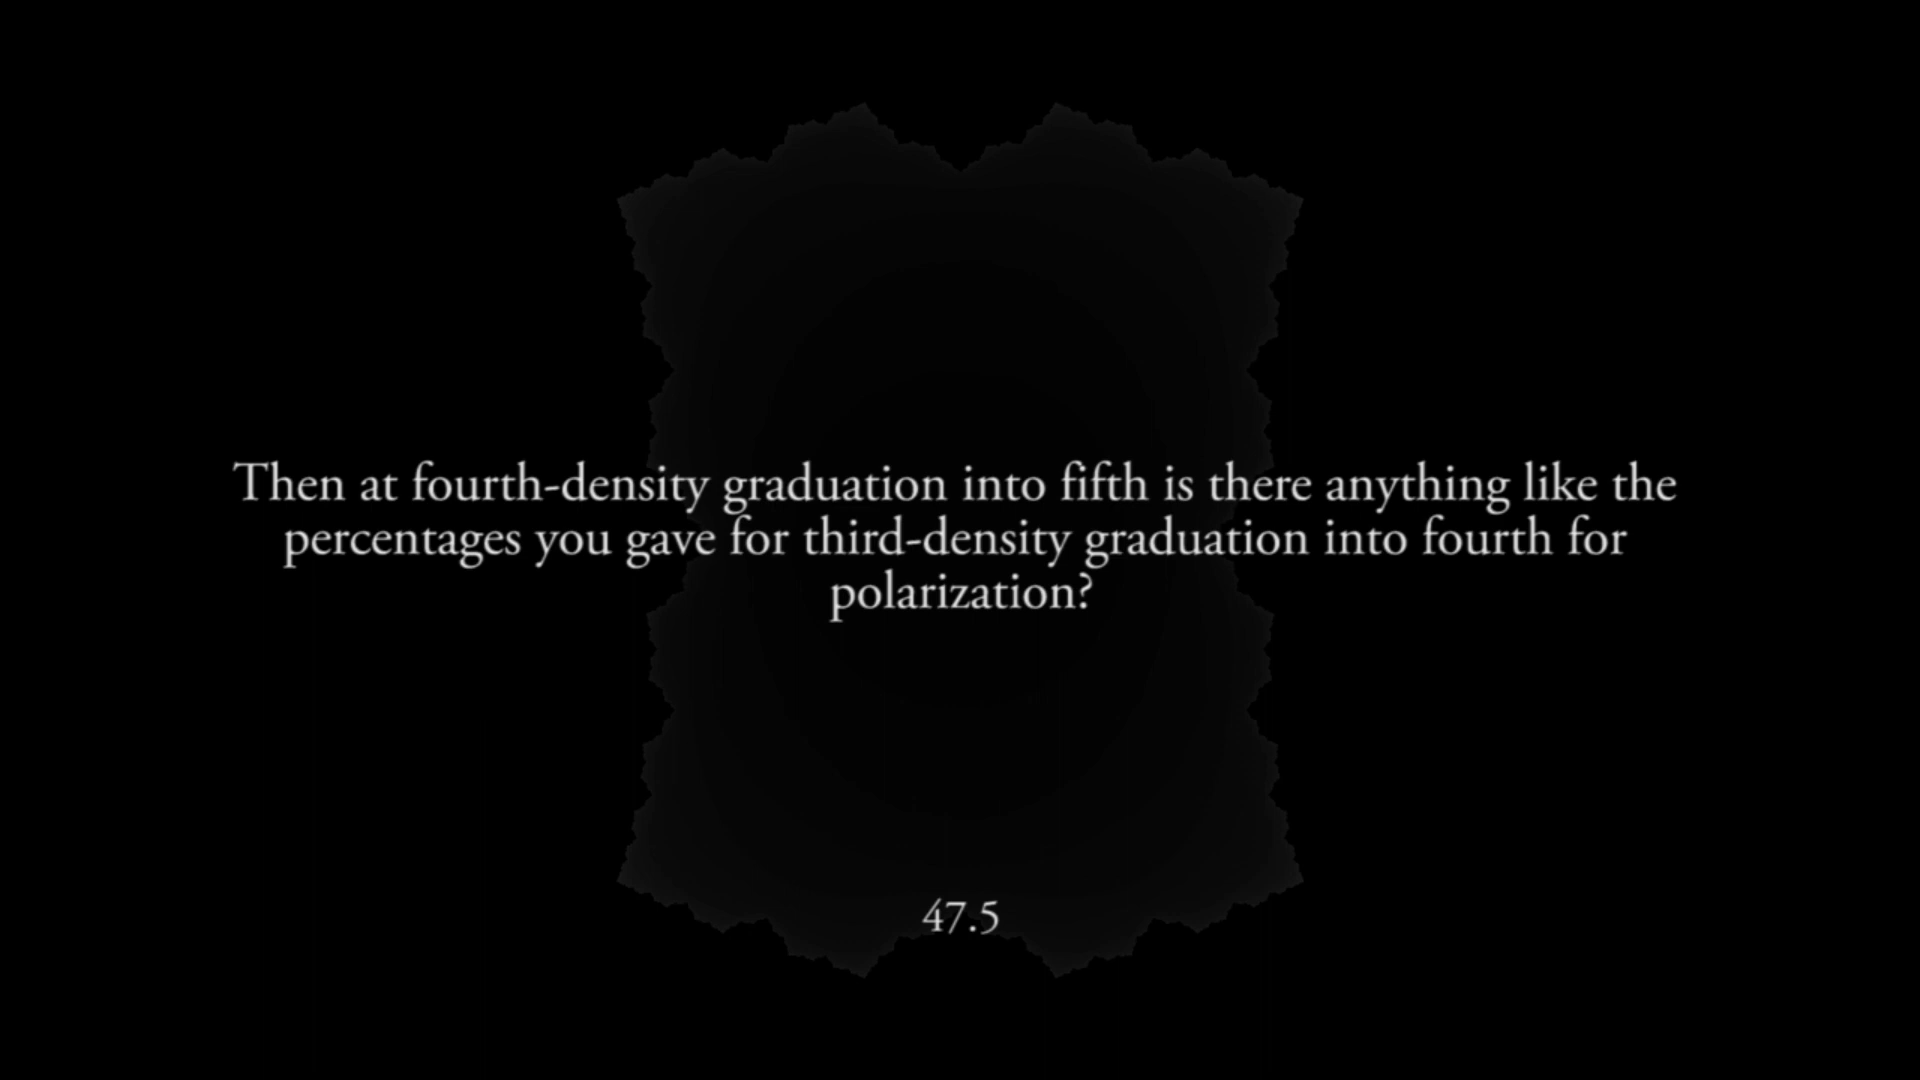 Then at fourth-density graduation into fifth is there anything like the
percentages you gave for third-density graduation into fourth for
polarization?
47.5